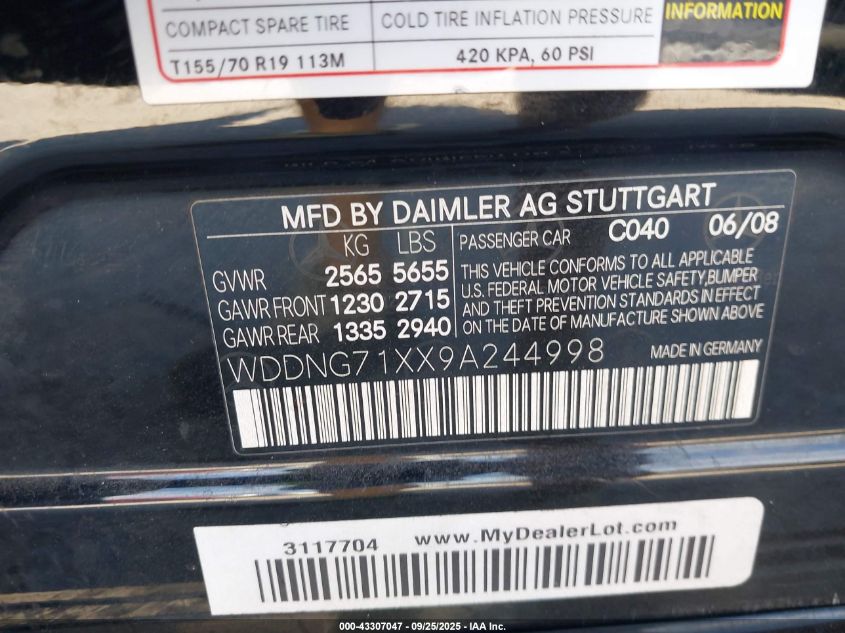 COMPACT SPARE TIRE COLD TIRE INFLATION PRESSURE INFORMATION
T155/70 R19 113M 420 KPA, 60 PSI
MFD BY DAIMLER AG STUTTGART
KG LBS
GVWR 2565 5655
GAWR FRONT 1230 2715
GAWR REAR 1335 2940
PASSENGER CAR C040 06/08
THIS VEHICLE CONFORMS TO ALL APPLICABLE
U.S. FEDERAL MOTOR VEHICLE SAFETY,BUMPER
AND THEFT PREVENTION STANDARDS IN EFFECT
ON THE DATE OF MANUFACTURE SHOWN ABOVE
WDDNG71XX9A244998 MADE IN GERMANY
3117704 www.MyDealerLot.com
000-43307047 - 09/25/2025 - IAA Inc.